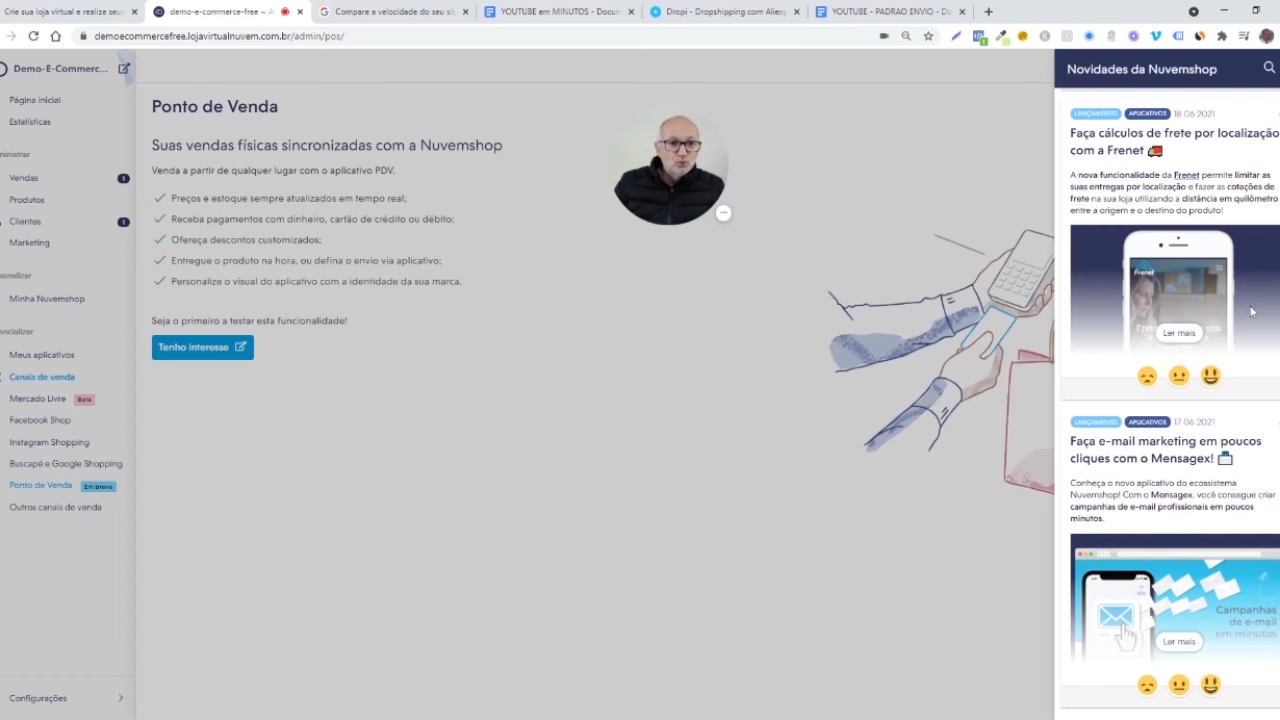 Crie sua loja virtual e realize seu
demo-e-commerce-free – A
Compare a velocidade do seu sit
YOUTUBE em MINUTOS - Docum
Dropi - Dropshipping com Aliex
YOUTUBE - PADRAO ENVIO - Do
demoecommercefree.lojavirtualnuvem.com.br/admin/pos/
Demo-E-Commerc...
Página inicial
Estatísticas
ministrar
Vendas 1
Produtos
Clientes 1
Marketing
sonalizar
Minha Nuvemshop
encializar
Meus aplicativos
Canais de venda
Mercado Livre Beta
Facebook Shop
Instagram Shopping
Buscapé e Google Shopping
Ponto de Venda Em breve
Outros canais de venda
Configurações
Ponto de Venda
Suas vendas físicas sincronizadas com a Nuvemshop
Venda a partir de qualquer lugar com o aplicativo PDV.
Preços e estoque sempre atualizados em tempo real;
Receba pagamentos com dinheiro, cartão de crédito ou débito;
Ofereça descontos customizados;
Entregue o produto na hora, ou defina o envio via aplicativo;
Personalize o visual do aplicativo com a identidade da sua marca.
Seja o primeiro a testar esta funcionalidade!
Tenho interesse
Novidades da Nuvemshop
LANÇAMENTO APLICATIVOS 18 06 2021
Faça cálculos de frete por localização
com a Frenet
A nova funcionalidade da Frenet permite limitar as
suas entregas por localização e fazer as cotações de
frete na sua loja utilizando a distância em quilômetro
entre a origem e o destino do produto!
Frenet
Ler mais
LANÇAMENTO APLICATIVOS 17 06 2021
Faça e-mail marketing em poucos
cliques com o Mensagex!
Conheça o novo aplicativo do ecossistema
Nuvemshop! Com o Mensagex, você consegue criar
campanhas de e-mail profissionais em poucos
minutos.
Campanhas
de e-mail
em minutos
Ler mais